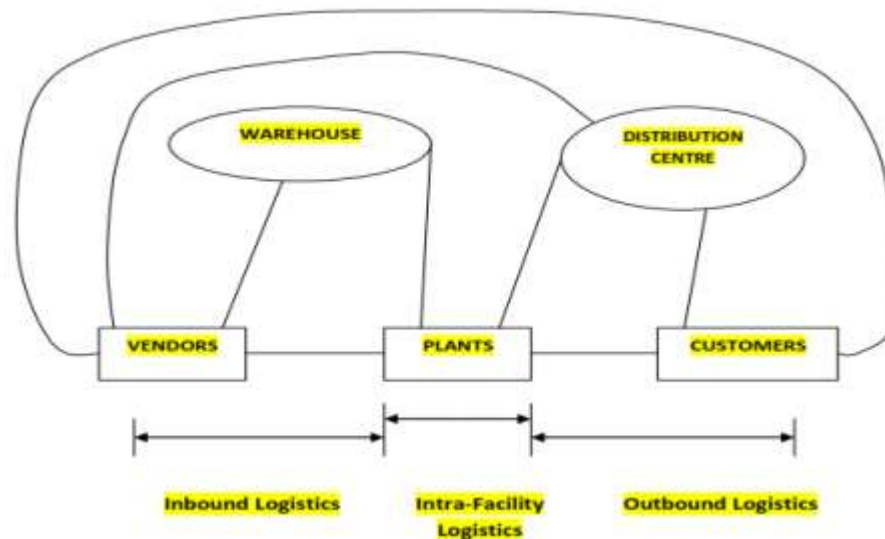 WAREHOUSE
DISTRIBUTION
CENTRE
VENDORS
PLANTS
CUSTOMERS
Inbound Logistics
Intra-Facility
Logistics
Outbound Logistics